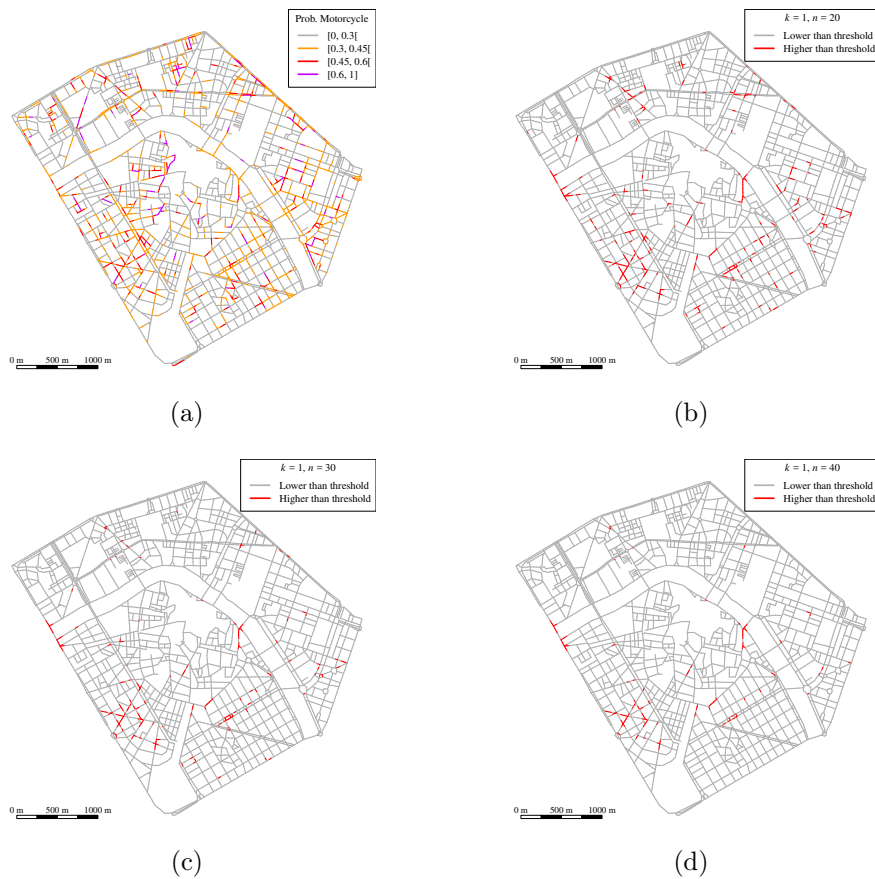 Prob. Motorcycle
[0, 0.3[
[0.3, 0.45[
[0.45, 0.6[
[0.6, 1]
0 m 500 m 1000 m
(a)
k = 1, n = 20
Lower than threshold
Higher than threshold
0 m 500 m 1000 m
(b)
k = 1, n = 30
Lower than threshold
Higher than threshold
0 m 500 m 1000 m
(c)
k = 1, n = 40
Lower than threshold
Higher than threshold
0 m 500 m 1000 m
(d)